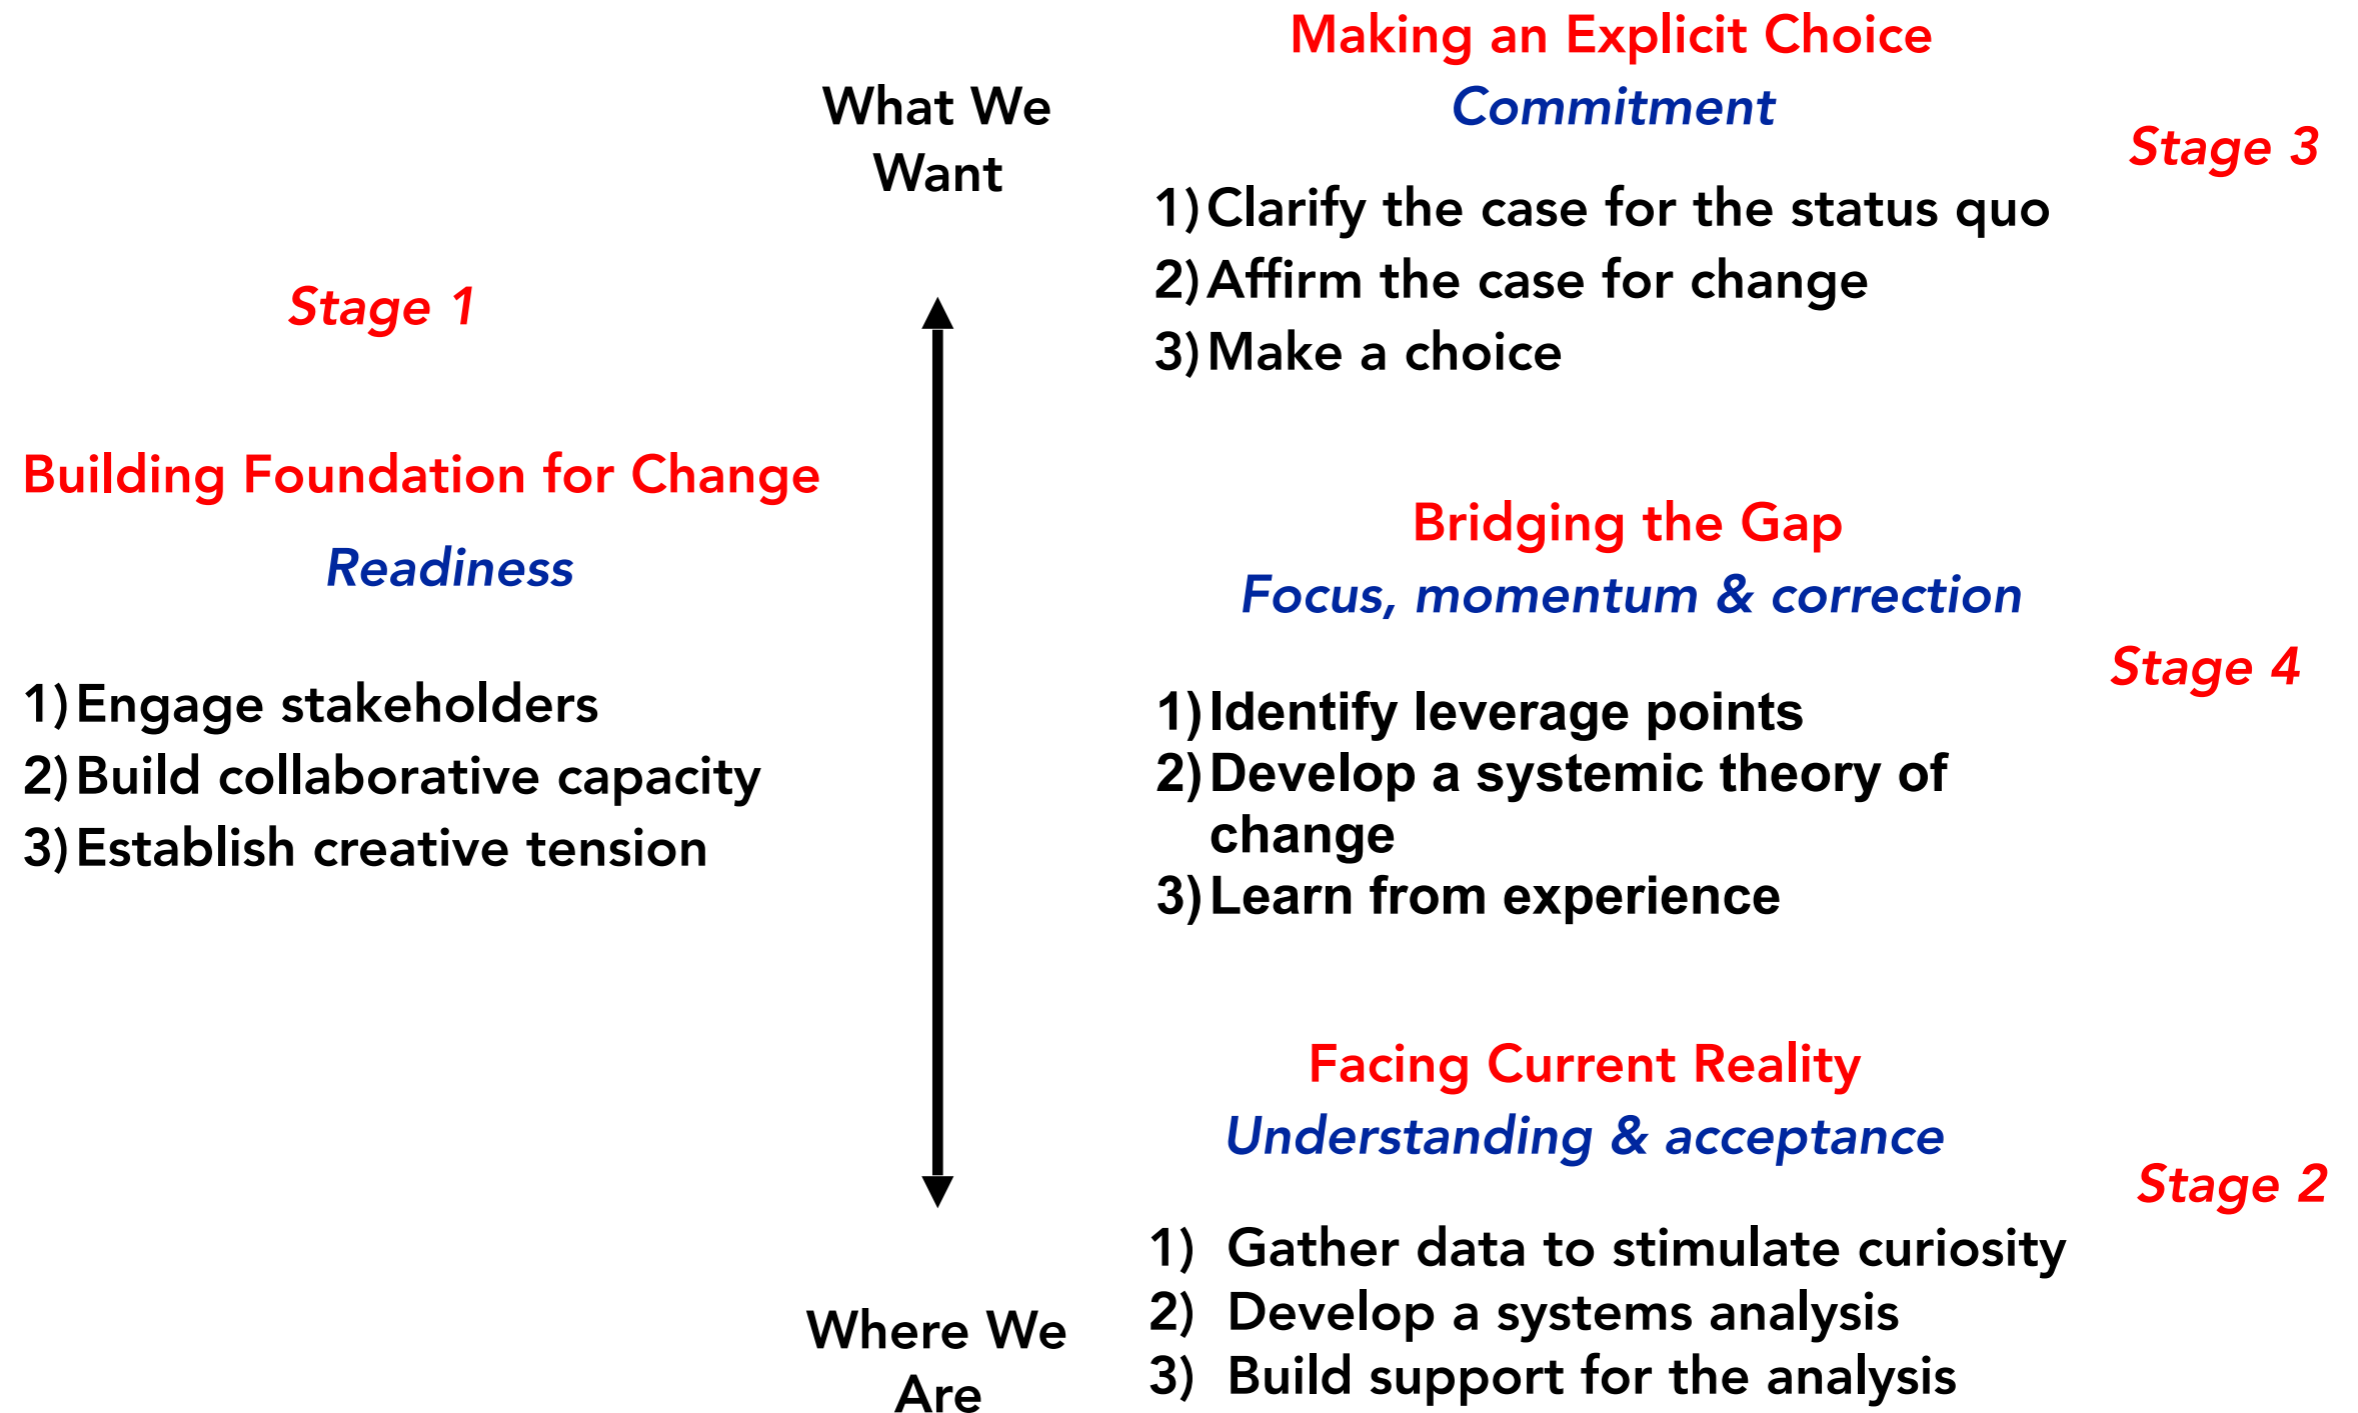 Making an Explicit Choice
Commitment
What We
Want
Stage 3
1) Clarify the case for the status quo
2) Affirm the case for change
3) Make a choice
Stage 1
Building Foundation for Change
Readiness
1) Engage stakeholders
2) Build collaborative capacity
3) Establish creative tension
Bridging the Gap
Focus, momentum & correction
Stage 4
1) Identify leverage points
2) Develop a systemic theory of
change
3) Learn from experience
Facing Current Reality
Understanding & acceptance
Stage 2
1) Gather data to stimulate curiosity
2) Develop a systems analysis
3) Build support for the analysis
Where We
Are